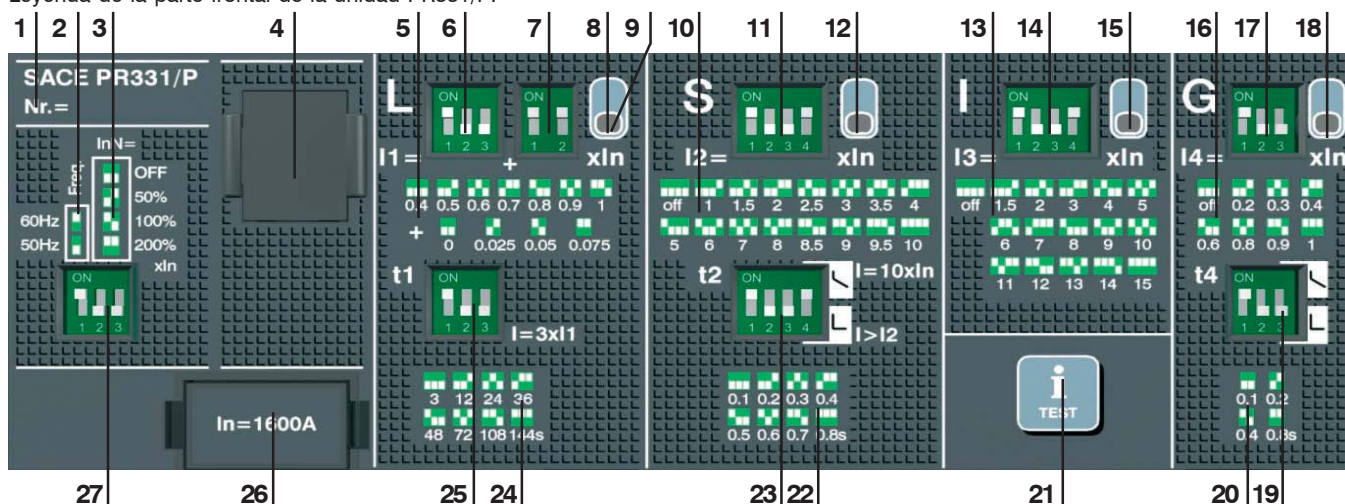 1 2 3 4 5 6 7 8 9 10 11 12 13 14 15 16 17 18
SACE PR331/P
Nr.=
InN=
Freq
OFF
50%
60Hz 100%
50Hz 200%
xIn
ON
1 2 3
In=1600A
L
ON
1 2 3
ON
1 2
I1= + xIn
0.4 0.5 0.6 0.7 0.8 0.9 1
+ 0 0.025 0.05 0.075
t1
ON
1 2 3
I=3xI1
3 12 24 36
48 72 108 144s
S
ON
1 2 3 4
I2= xIn
off 1 1.5 2 2.5 3 3.5 4
5 6 7 8 8.5 9 9.5 10
t2
ON
1 2 3 4
I=10xIn
I>I2
0.1 0.2 0.3 0.4
0.5 0.6 0.7 0.8s
I
ON
1 2 3 4
I3= xIn
off 1.5 2 3 4 5
6 7 8 9 10
11 12 13 14 15
i
TEST
G
ON
1 2 3
I4= xIn
off 0.2 0.3 0.4
0.6 0.8 0.9 1
t4
ON
1 2 3
0.1 0.2
0.4 0.8s
27 26 25 24 23 22 21 20 19